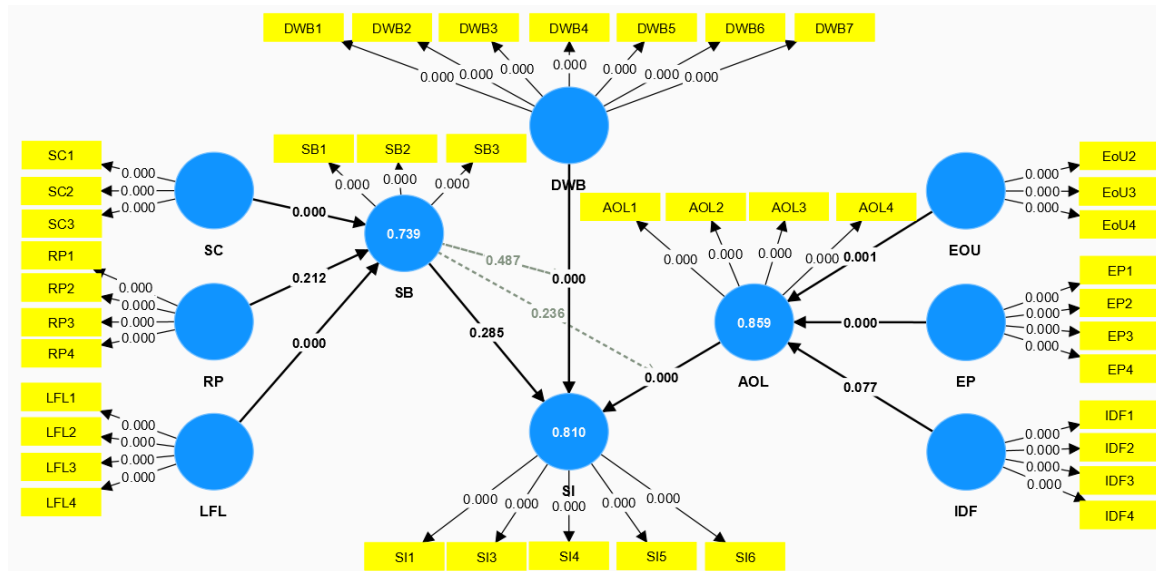 DWB1 DWB2 DWB3 DWB4 DWB5 DWB6 DWB7
0.000 0.000 0.000 0.000 0.000 0.000 0.000
DWB
SB1 SB2 SB3
0.000 0.000 0.000
0.739
SB
SC1
SC2
SC3
0.000
0.000
0.000
SC
0.000
RP1
RP2
RP3
RP4
0.000
0.000
0.000
0.000
RP
0.212
LFL1
LFL2
LFL3
LFL4
0.000
0.000
0.000
0.000
LFL
0.000
0.487
0.236
0.285
0.000
0.000
AOL1 AOL2 AOL3 AOL4
0.000 0.000 0.000 0.000
0.859
AOL
0.001
0.000
0.077
EoU2
EoU3
EoU4
0.000
0.000
0.000
EOU
EP1
EP2
EP3
EP4
0.000
0.000
0.000
0.000
EP
IDF1
IDF2
IDF3
IDF4
0.000
0.000
0.000
0.000
IDF
0.810
SI
0.000 0.000 0.000 0.000 0.000
SI1 SI3 SI4 SI5 SI6